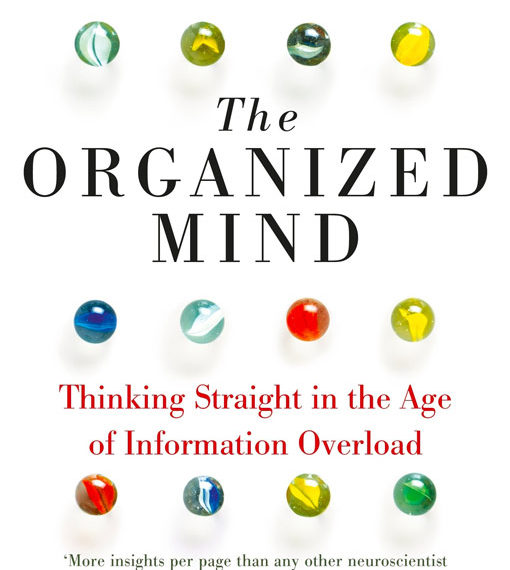 The
ORGANIZED
MIND
Thinking Straight in the Age
of Information Overload
‘More insights per page than any other neuroscientist